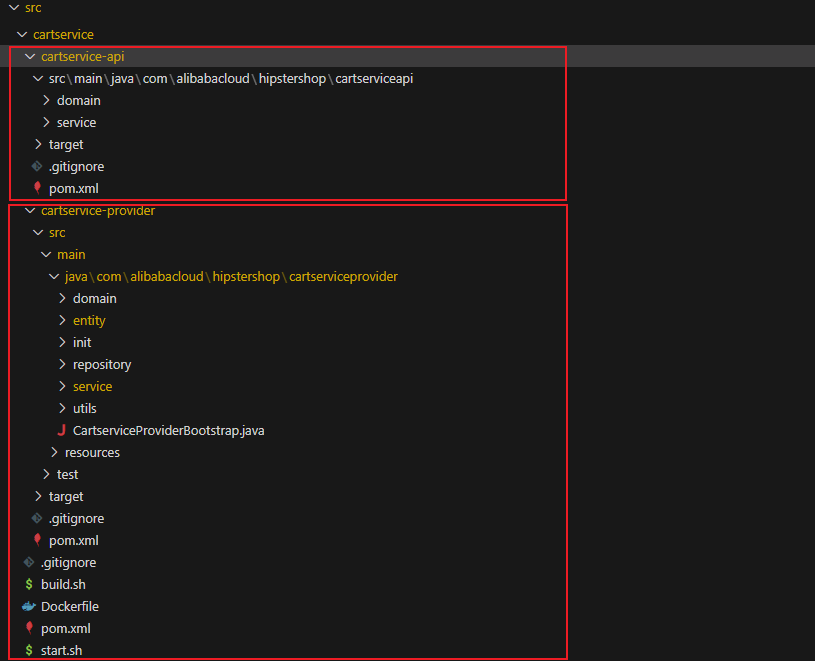 src
cartservice
cartservice-api
src\main\java\com\alibabacloud\hipstershop\cartserviceapi
domain
service
target
.gitignore
pom.xml
cartservice-provider
src
main
java\com\alibabacloud\hipstershop\cartserviceprovider
domain
entity
init
repository
service
utils
J CartserviceProviderBootstrap.java
resources
test
target
.gitignore
pom.xml
.gitignore
$ build.sh
Dockerfile
pom.xml
$ start.sh